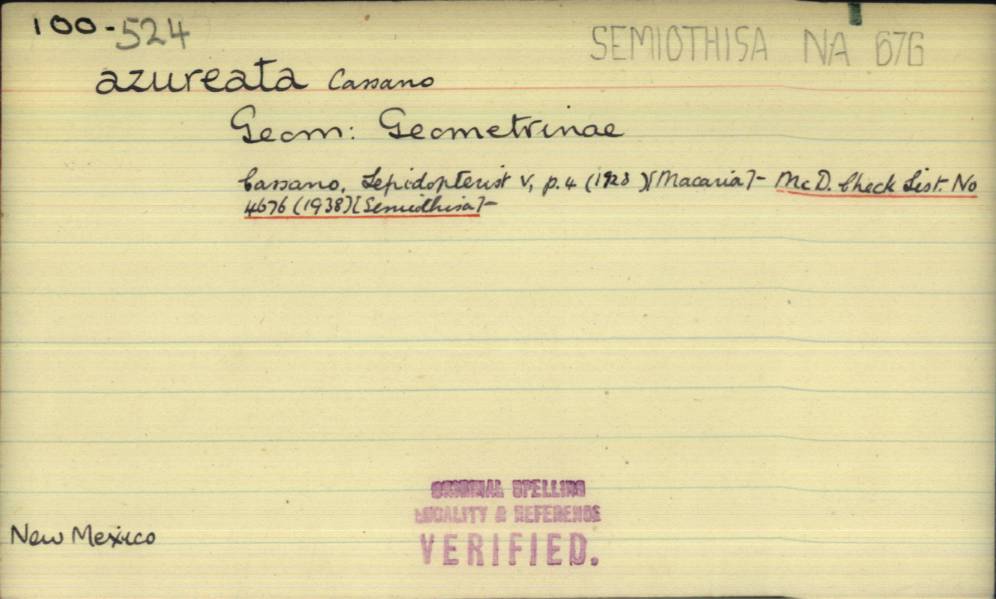 100-524
SEMIOTHISA NA 676
azureata Cassano
Geom: Geometrinae
Cassano, Lepidopterist V, p.4 (1928)[Macaria]- McD. Check List. No
4676 (1938)[Semiothisa]-
ORIGINAL SPELLING
LOCALITY & REFERENCE
VERIFIED.
New Mexico